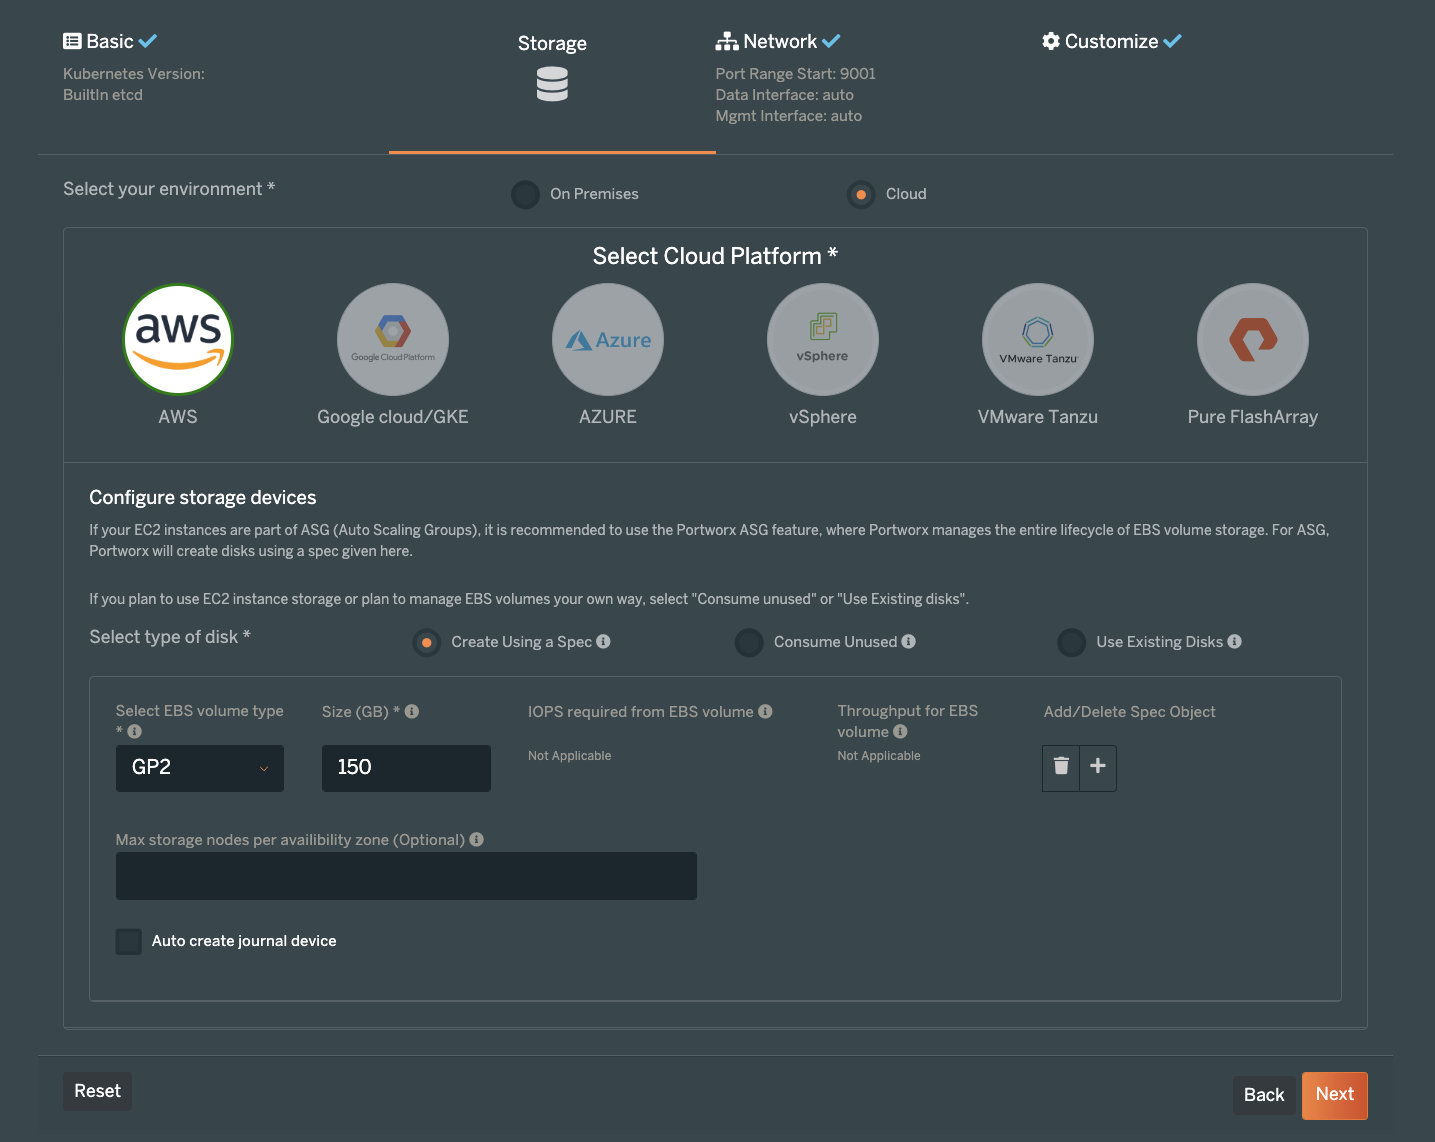 Basic
Kubernetes Version:
BuiltIn etcd
Storage
Network
Port Range Start: 9001
Data Interface: auto
Mgmt Interface: auto
Customize
Select your environment *
On Premises
Cloud
Select Cloud Platform *
aws
AWS
Google Cloud Platform
Google cloud/GKE
Azure
AZURE
vSphere
vSphere
VMware Tanzu
VMware Tanzu
Pure FlashArray
Configure storage devices
If your EC2 instances are part of ASG (Auto Scaling Groups), it is recommended to use the Portworx ASG feature, where Portworx manages the entire lifecycle of EBS volume storage. For ASG,
Portworx will create disks using a spec given here.
If you plan to use EC2 instance storage or plan to manage EBS volumes your own way, select "Consume unused" or "Use Existing disks".
Select type of disk *
Create Using a Spec
Consume Unused
Use Existing Disks
Select EBS volume type
*
GP2
Size (GB) *
150
IOPS required from EBS volume
Not Applicable
Throughput for EBS
volume
Not Applicable
Add/Delete Spec Object
Max storage nodes per availibility zone (Optional)
Auto create journal device
Reset
Back
Next